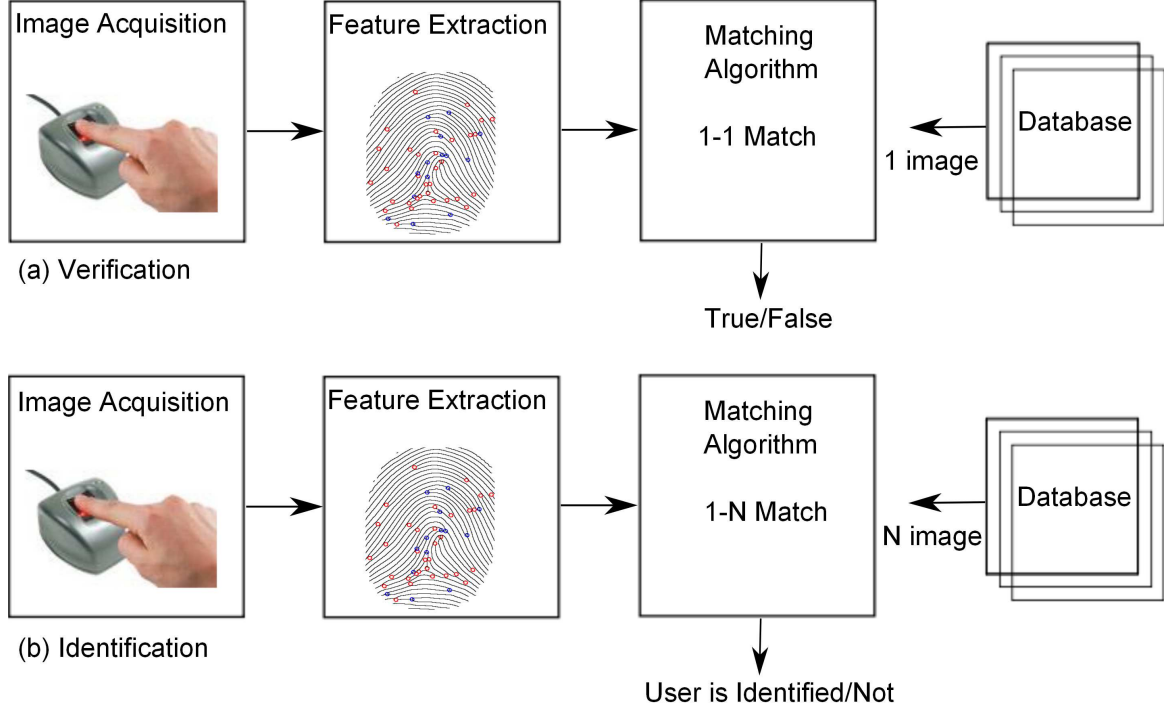 Image Acquisition
Feature Extraction
Matching
Algorithm
1-1 Match
Database
1 image
(a) Verification
True/False
Image Acquisition
Feature Extraction
Matching
Algorithm
1-N Match
Database
N image
(b) Identification
User is Identified/Not